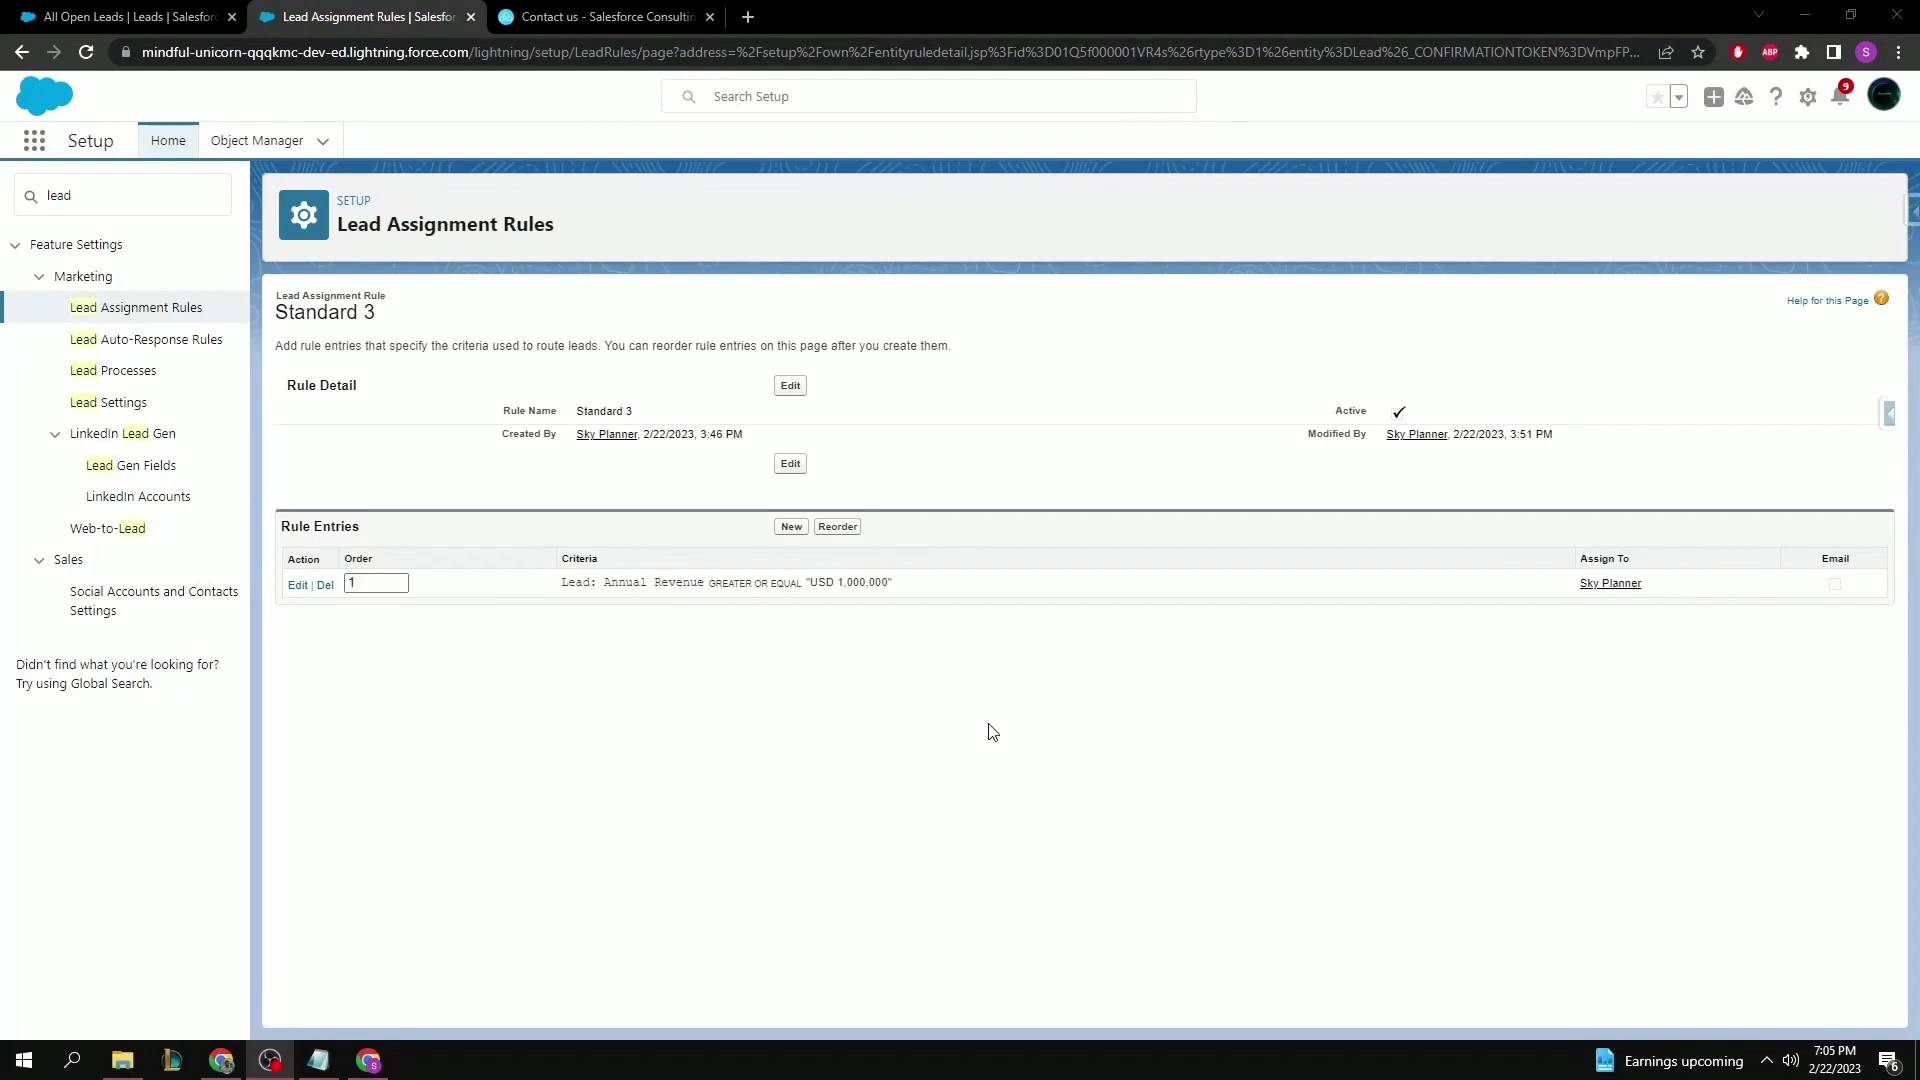 All Open Leads | Leads | Salesforc
Lead Assignment Rules | Salesfor
Contact us - Salesforce Consultin
mindful-unicorn-qqqkmc-dev-ed.lightning.force.com/lightning/setup/LeadRules/page?address=%2Fsetup%2Fown%2Fentityruledetail.jsp%3Fid%3D01Q5f000001VR4s%26rtype%3D1%26entity%3DLead%26_CONFIRMATIONTOKEN%3DVmpFP...
ABP
S
Search Setup
9
Setup
Home
Object Manager
lead
Feature Settings
Marketing
Lead Assignment Rules
Lead Auto-Response Rules
Lead Processes
Lead Settings
LinkedIn Lead Gen
Lead Gen Fields
LinkedIn Accounts
Web-to-Lead
Sales
Social Accounts and Contacts
Settings
Didn't find what you're looking for?
Try using Global Search.
SETUP
Lead Assignment Rules
Lead Assignment Rule
Standard 3
Help for this Page
Add rule entries that specify the criteria used to route leads. You can reorder rule entries on this page after you create them.
Rule Detail
Edit
Rule Name Standard 3 Active
Created By Sky Planner, 2/22/2023, 3:46 PM Modified By Sky Planner, 2/22/2023, 3:51 PM
Edit
Rule Entries
New Reorder
Action Order Criteria Assign To Email
Edit | Del 1 Lead: Annual Revenue GREATER OR EQUAL "USD 1,000,000" Sky Planner
Earnings upcoming
7:05 PM
2/22/2023
6